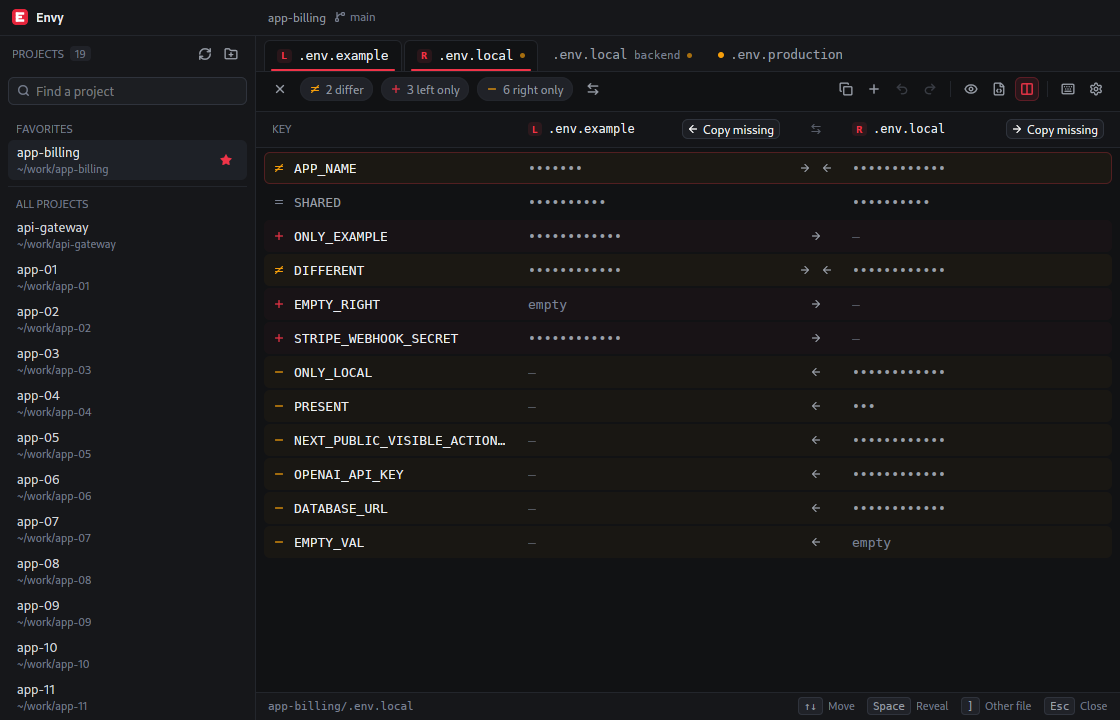 E Envy
app-billing main
PROJECTS 19
Find a project
FAVORITES
app-billing
~/work/app-billing
ALL PROJECTS
api-gateway
~/work/api-gateway
app-01
~/work/app-01
app-02
~/work/app-02
app-03
~/work/app-03
app-04
~/work/app-04
app-05
~/work/app-05
app-06
~/work/app-06
app-07
~/work/app-07
app-08
~/work/app-08
app-09
~/work/app-09
app-10
~/work/app-10
app-11
~/work/app-11
L .env.example R .env.local .env.local backend .env.production
≠ 2 differ + 3 left only − 6 right only
KEY L .env.example ← Copy missing R .env.local → Copy missing
≠ APP_NAME ••••••• → ← ••••••••••••
= SHARED •••••••••• ••••••••••
+ ONLY_EXAMPLE •••••••••••• → —
≠ DIFFERENT •••••••••••• → ← ••••••••••••
+ EMPTY_RIGHT empty → —
+ STRIPE_WEBHOOK_SECRET •••••••••••• → —
− ONLY_LOCAL — ← ••••••••••••
− PRESENT — ← •••
− NEXT_PUBLIC_VISIBLE_ACTION… — ← ••••••••••••
− OPENAI_API_KEY — ← ••••••••••••
− DATABASE_URL — ← ••••••••••••
− EMPTY_VAL — ← empty
app-billing/.env.local ↑↓ Move Space Reveal ] Other file Esc Close